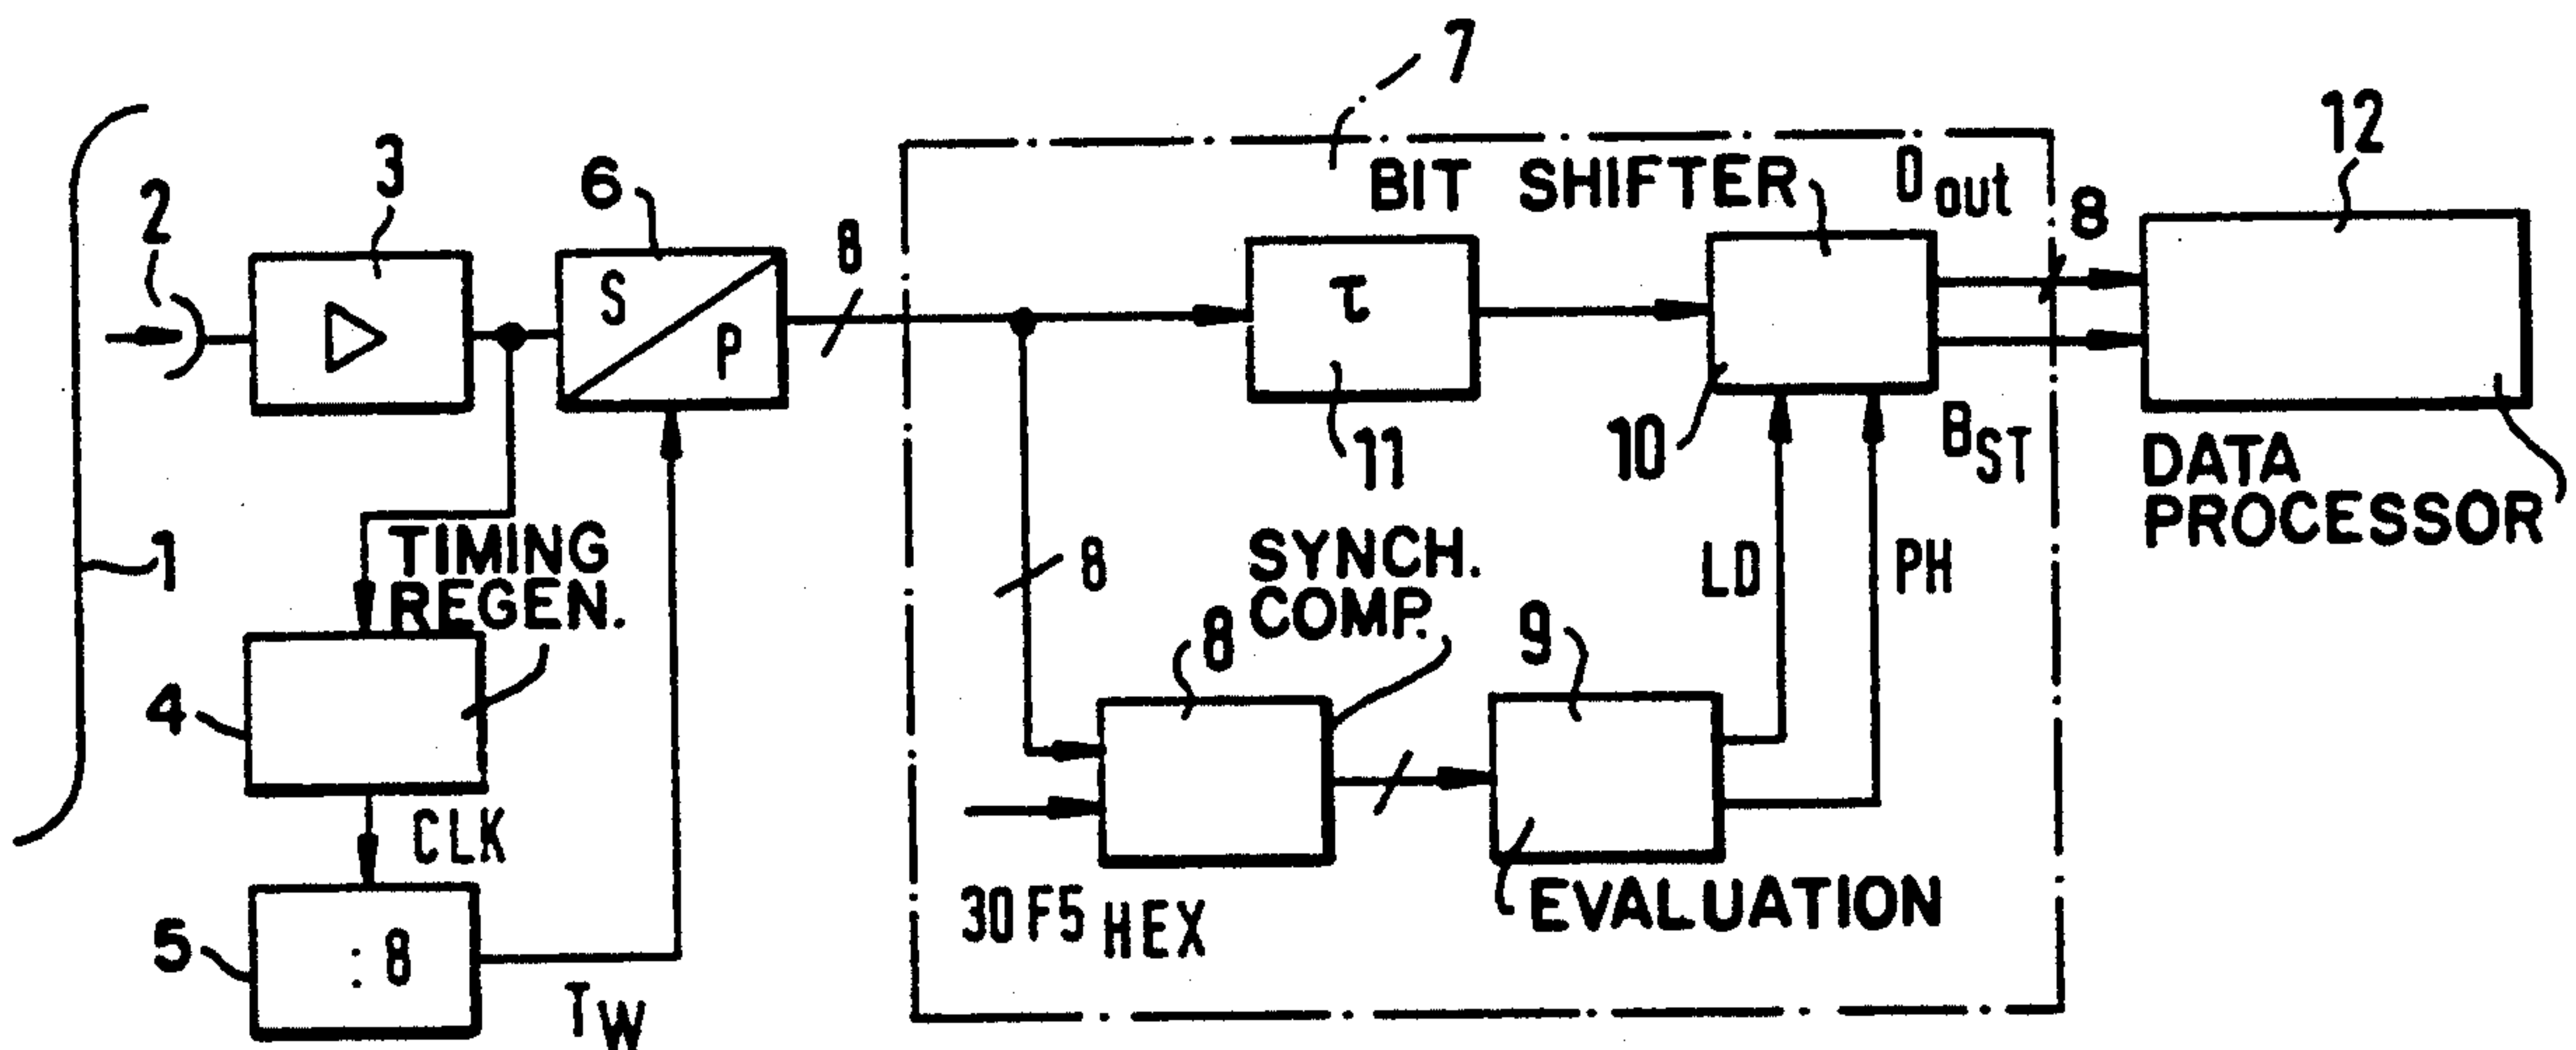 7
12
3
6
2
8
BIT SHIFTER
D out
8
S
P
τ
11
10
B ST
DATA
PROCESSOR
1
TIMING
REGEN.
8
SYNCH.
COMP.
LD
PH
8
9
4
CLK
30F5 HEX
EVALUATION
5
:8
T W